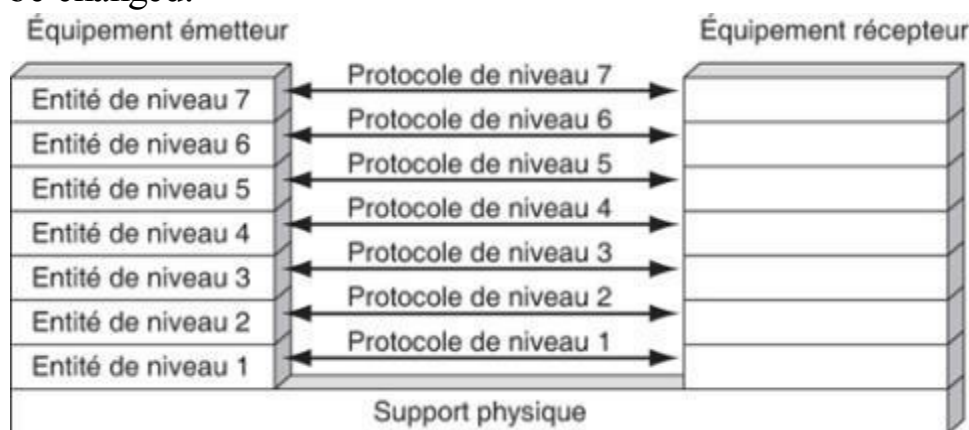 be changed.
Équipement émetteur Équipement récepteur
Entité de niveau 7 Protocole de niveau 7
Entité de niveau 6 Protocole de niveau 6
Entité de niveau 5 Protocole de niveau 5
Entité de niveau 4 Protocole de niveau 4
Entité de niveau 3 Protocole de niveau 3
Entité de niveau 2 Protocole de niveau 2
Entité de niveau 1 Protocole de niveau 1
Support physique